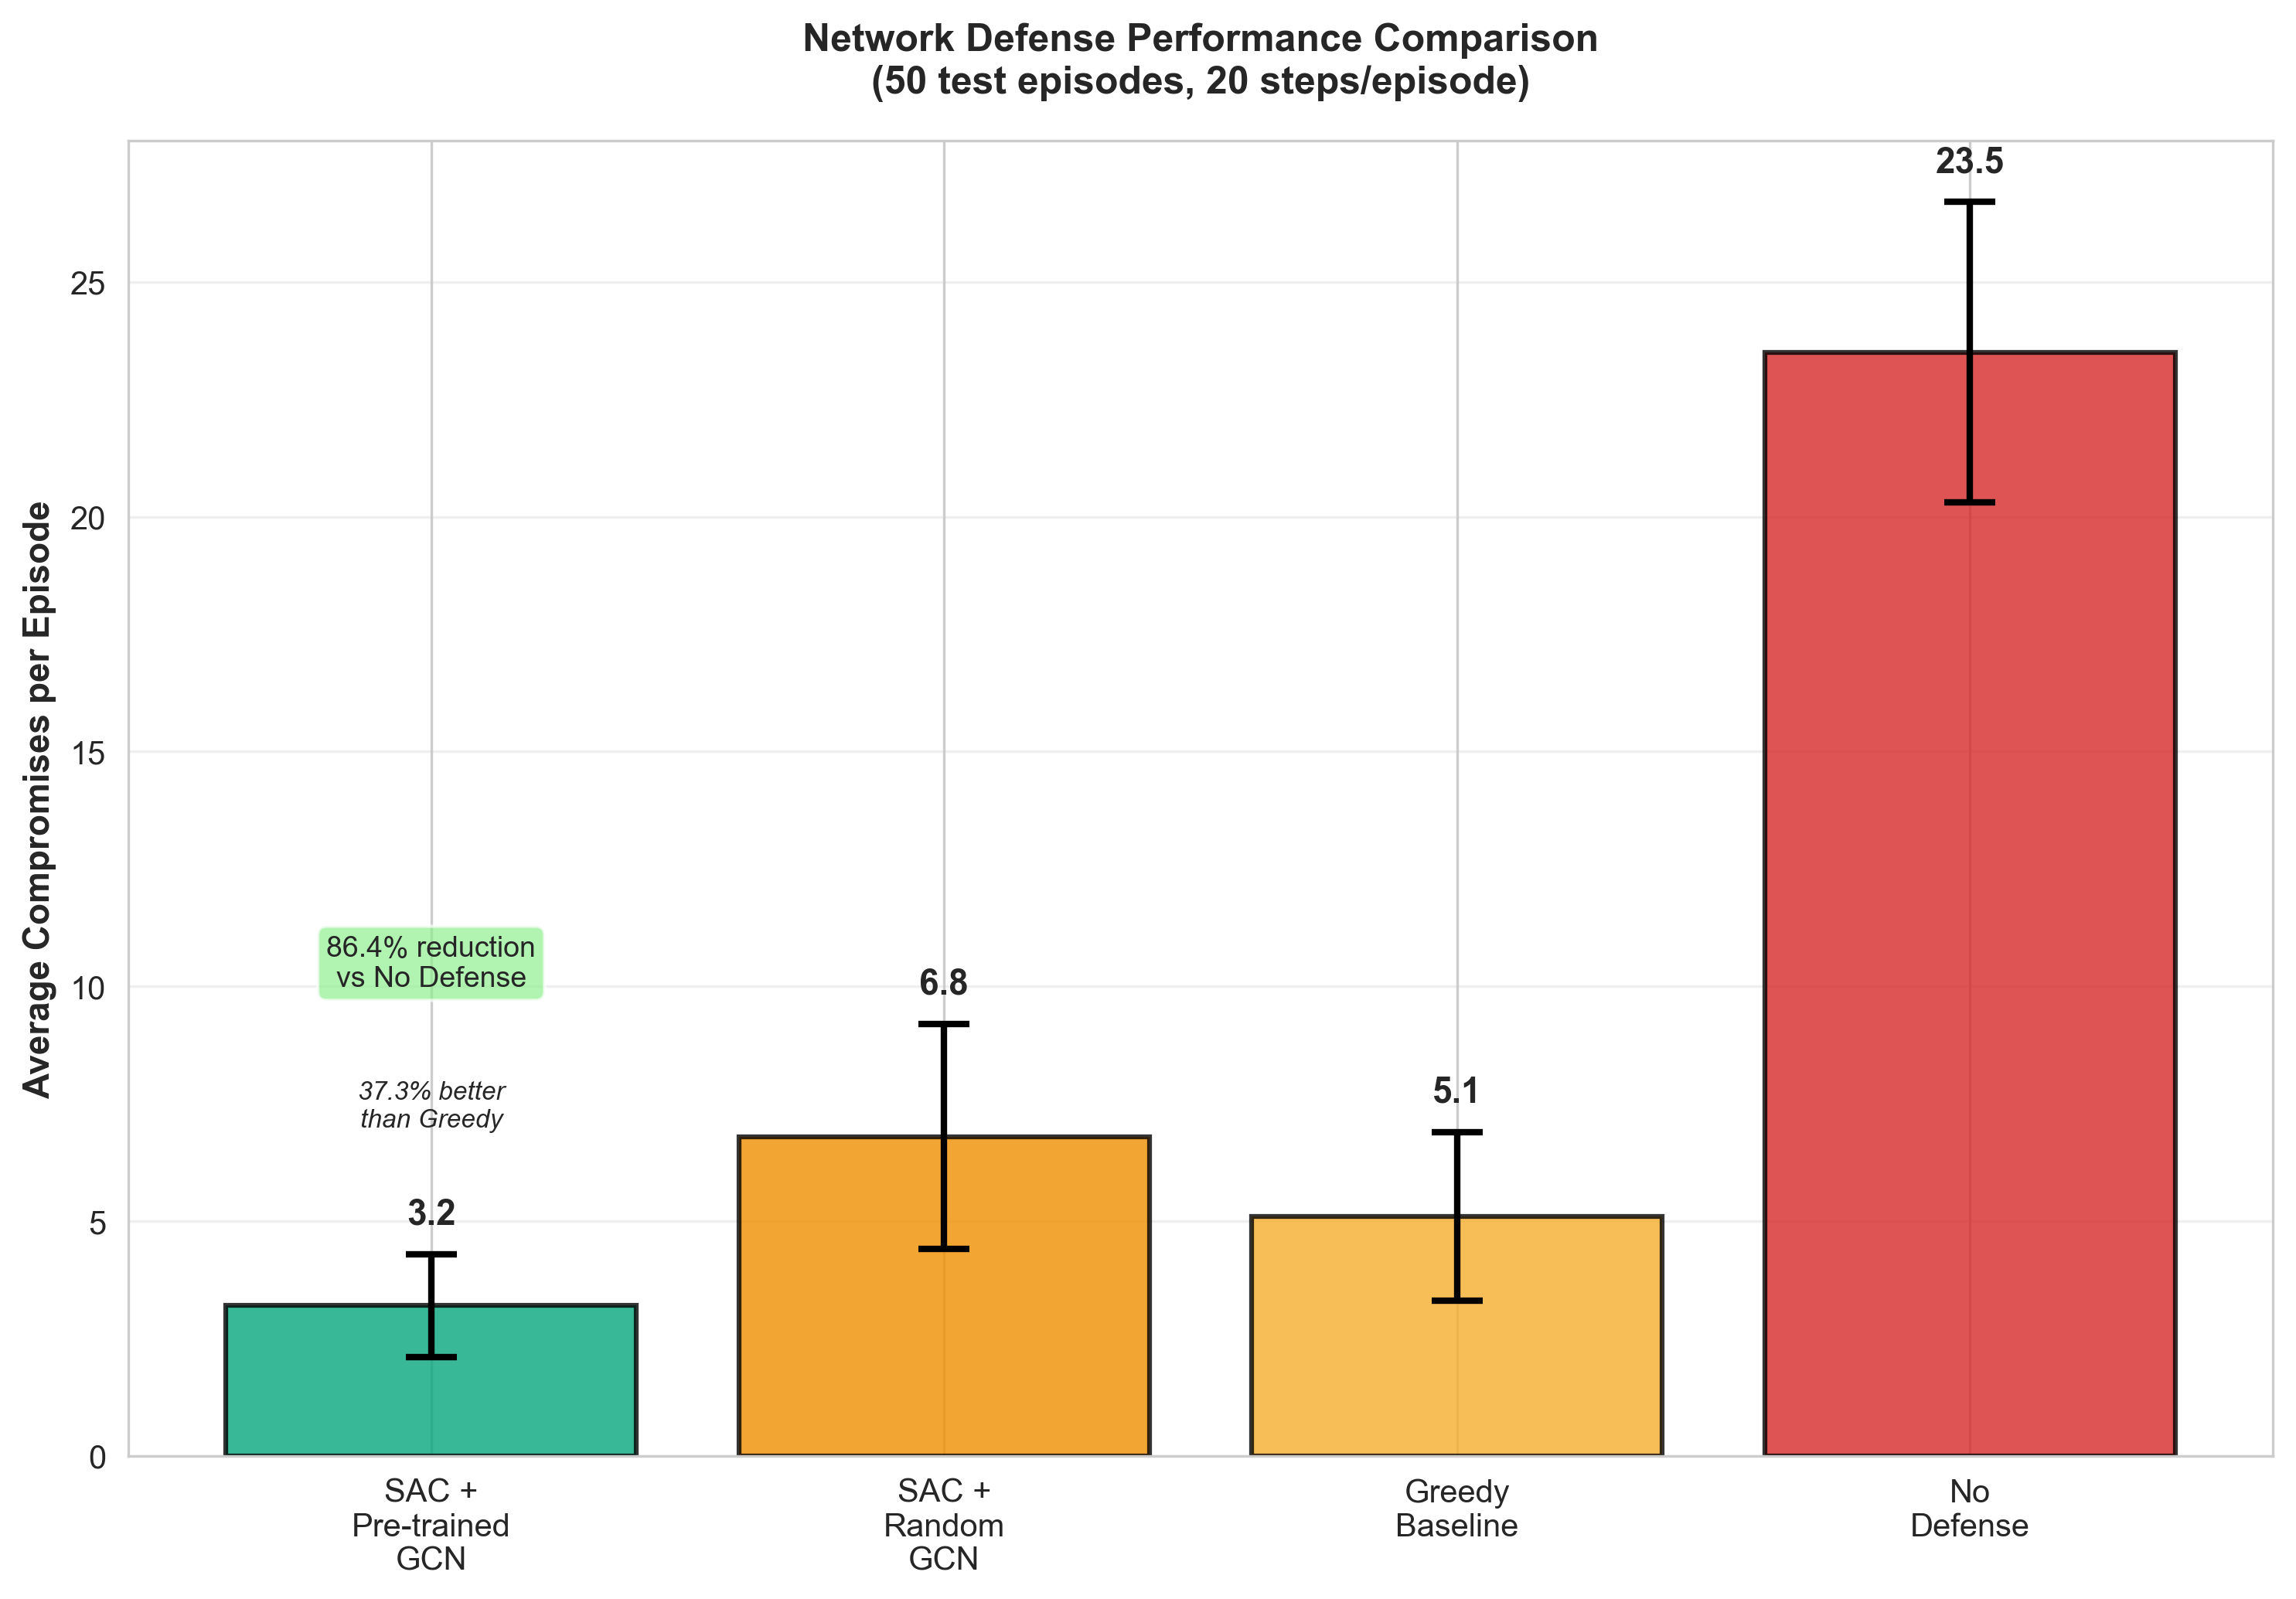 Network Defense Performance Comparison
(50 test episodes, 20 steps/episode)
Average Compromises per Episode
25
20
15
10
5
0
23.5
86.4% reduction
vs No Defense
6.8
37.3% better
than Greedy
5.1
3.2
SAC +
Pre-trained
GCN
SAC +
Random
GCN
Greedy
Baseline
No
Defense